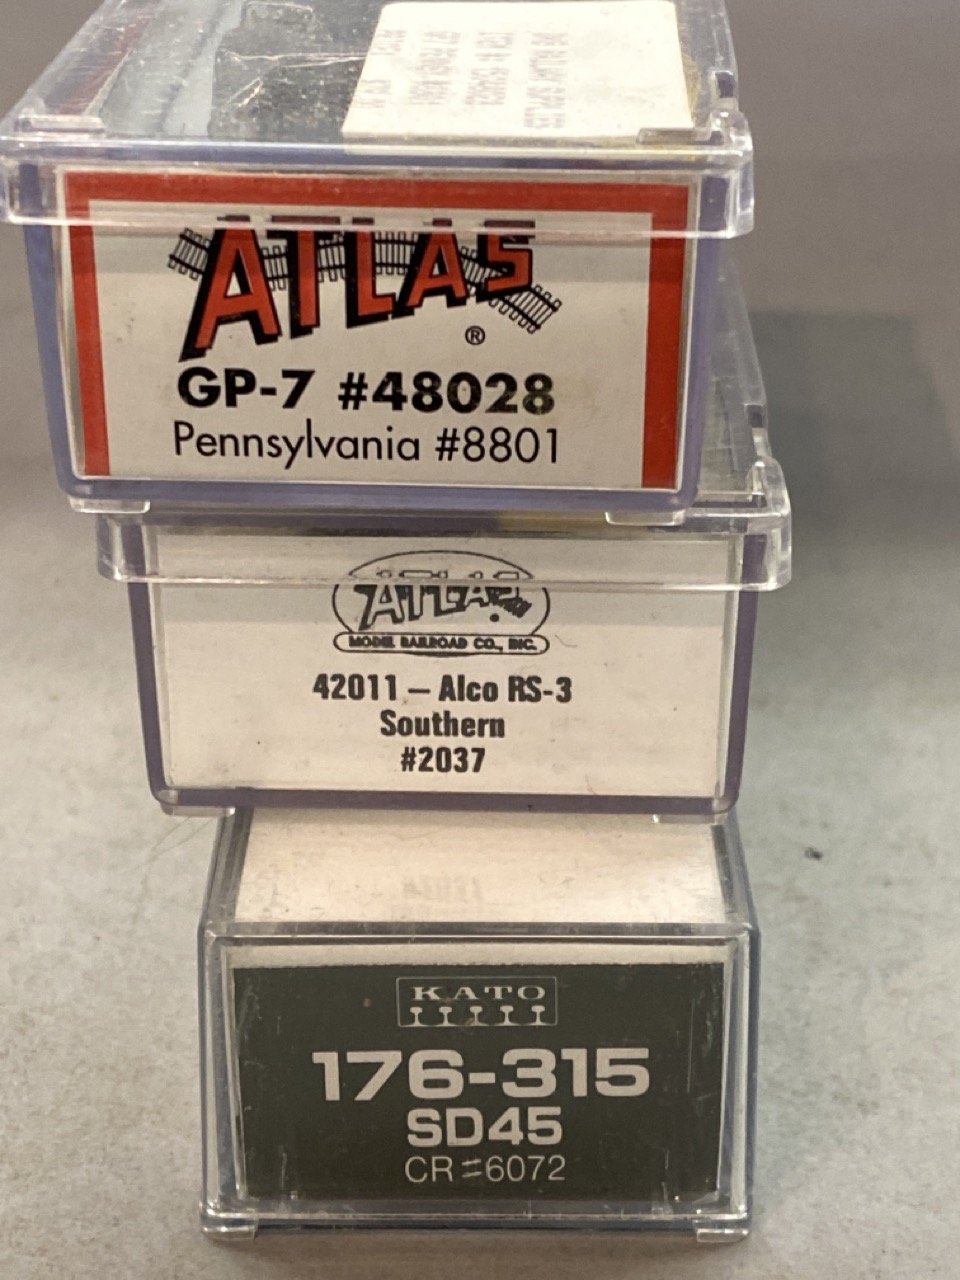 ATLAS
®
GP-7 #48028
Pennsylvania #8801
ATLAS
MODEL RAILROAD CO., INC.
42011 – Alco RS-3
Southern
#2037
KATO
176-315
SD45
CR #6072